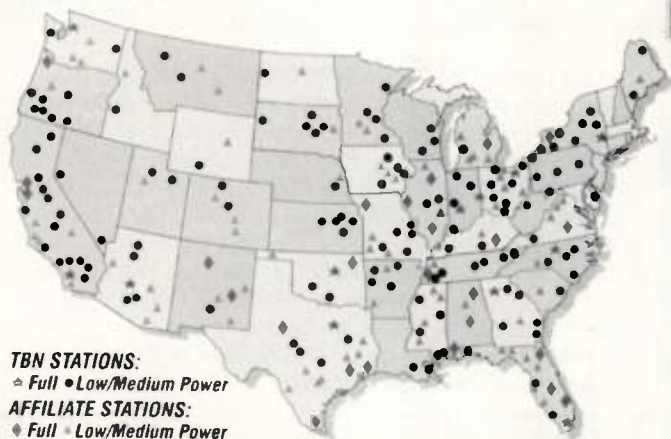 TBN STATIONS:
☆ Full ● Low/Medium Power
AFFILIATE STATIONS:
◆ Full ▲ Low/Medium Power